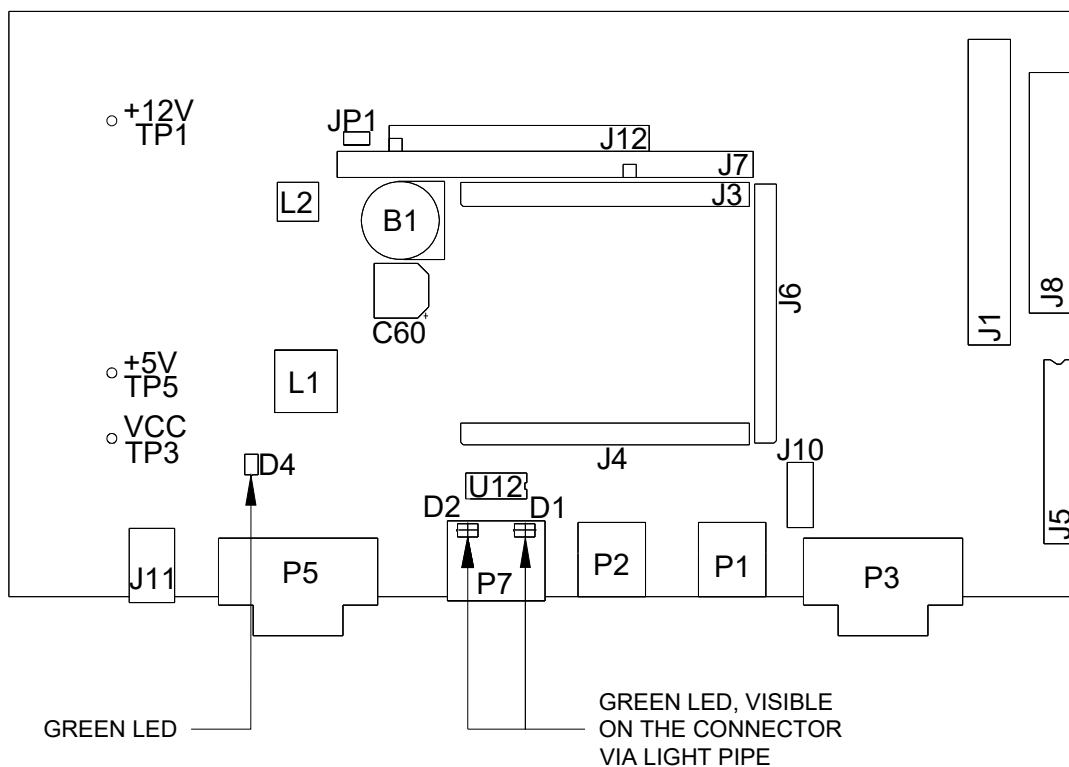 +12V
TP1
JP1
J12
J7
J3
L2
B1
J6
J1
J8
C60
+
+5V
TP5
L1
VCC
TP3
J4
J10
D4
U12
D2
D1
J5
J11
P5
P7
P2
P1
P3
GREEN LED
GREEN LED, VISIBLE
ON THE CONNECTOR
VIA LIGHT PIPE